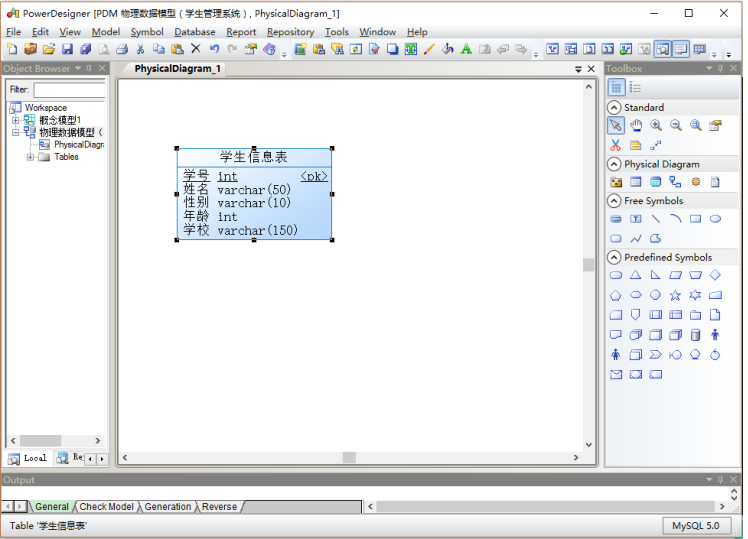 PowerDesigner [PDM 物理数据模型 ( 学生管理系统 ) , PhysicalDiagram_1]
File Edit View Model Symbol Database Report Repository Tools Window Help
Object Browser
PhysicalDiagram_1
Toolbox
Filter:
Workspace
概念模型1
物理数据模型 (
PhysicalDiagr
Tables
学生信息表
学号 int <pk>
姓名 varchar(50)
性别 varchar(10)
年龄 int
学校 varchar(150)
Standard
Physical Diagram
Free Symbols
Predefined Symbols
Local
Re
Output
General Check Model Generation Reverse
Table '学生信息表'
MySQL 5.0